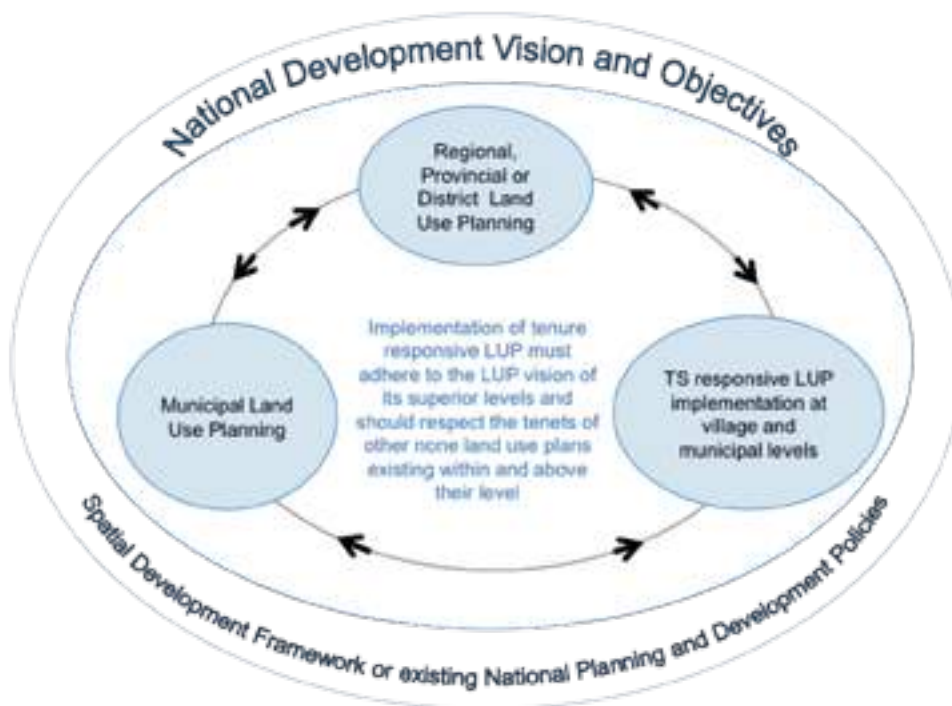 National Development Vision and Objectives
Regional,
Provincial or
District Land
Use Planning
Implementation of tenure
responsive LUP must
adhere to the LUP vision of
Its superior levels and
should respect the tenets of
other none land use plans
existing within and above
their level
Municipal Land
Use Planning
TS responsive LUP
implementation at
village and
municipal levels
Spatial Development Framework or existing National Planning and Development Policies